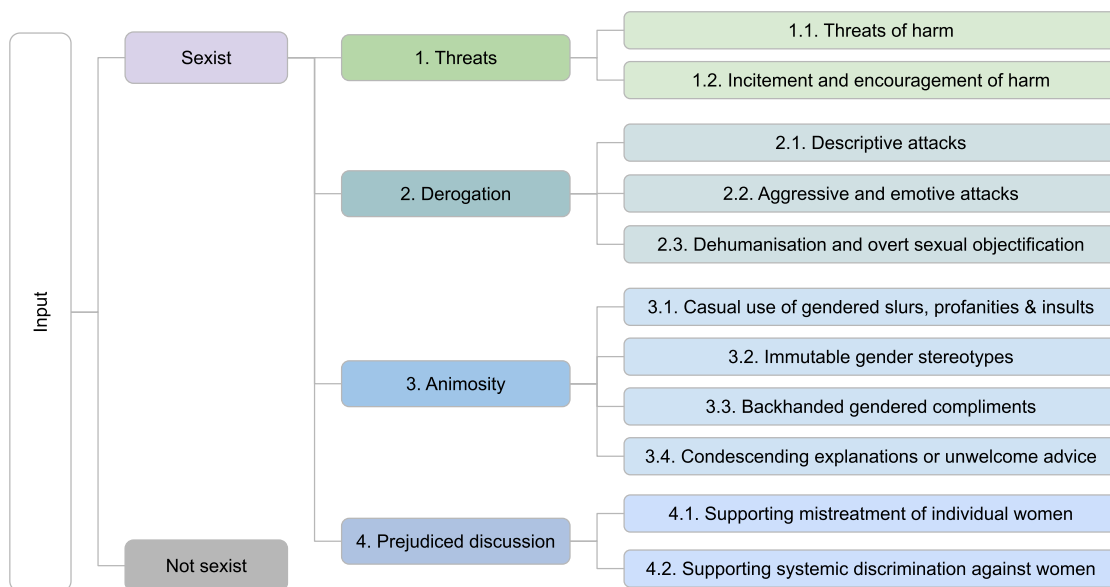 Input
Sexist
Not sexist
1. Threats
2. Derogation
3. Animosity
4. Prejudiced discussion
1.1. Threats of harm
1.2. Incitement and encouragement of harm
2.1. Descriptive attacks
2.2. Aggressive and emotive attacks
2.3. Dehumanisation and overt sexual objectification
3.1. Casual use of gendered slurs, profanities & insults
3.2. Immutable gender stereotypes
3.3. Backhanded gendered compliments
3.4. Condescending explanations or unwelcome advice
4.1. Supporting mistreatment of individual women
4.2. Supporting systemic discrimination against women